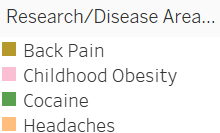 Research/Disease Area...
Back Pain
Childhood Obesity
Cocaine
Headaches